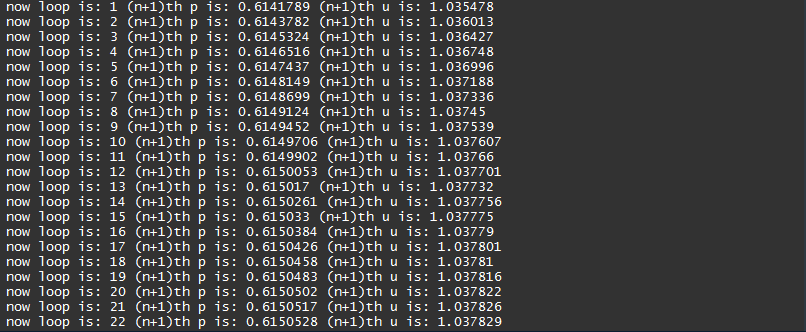 now loop is: 1 (n+1)th p is: 0.6141789 (n+1)th u is: 1.035478
now loop is: 2 (n+1)th p is: 0.6143782 (n+1)th u is: 1.036013
now loop is: 3 (n+1)th p is: 0.6145324 (n+1)th u is: 1.036427
now loop is: 4 (n+1)th p is: 0.6146516 (n+1)th u is: 1.036748
now loop is: 5 (n+1)th p is: 0.6147437 (n+1)th u is: 1.036996
now loop is: 6 (n+1)th p is: 0.6148149 (n+1)th u is: 1.037188
now loop is: 7 (n+1)th p is: 0.6148699 (n+1)th u is: 1.037336
now loop is: 8 (n+1)th p is: 0.6149124 (n+1)th u is: 1.03745
now loop is: 9 (n+1)th p is: 0.6149452 (n+1)th u is: 1.037539
now loop is: 10 (n+1)th p is: 0.6149706 (n+1)th u is: 1.037607
now loop is: 11 (n+1)th p is: 0.6149902 (n+1)th u is: 1.03766
now loop is: 12 (n+1)th p is: 0.6150053 (n+1)th u is: 1.037701
now loop is: 13 (n+1)th p is: 0.615017 (n+1)th u is: 1.037732
now loop is: 14 (n+1)th p is: 0.6150261 (n+1)th u is: 1.037756
now loop is: 15 (n+1)th p is: 0.615033 (n+1)th u is: 1.037775
now loop is: 16 (n+1)th p is: 0.6150384 (n+1)th u is: 1.03779
now loop is: 17 (n+1)th p is: 0.6150426 (n+1)th u is: 1.037801
now loop is: 18 (n+1)th p is: 0.6150458 (n+1)th u is: 1.03781
now loop is: 19 (n+1)th p is: 0.6150483 (n+1)th u is: 1.037816
now loop is: 20 (n+1)th p is: 0.6150502 (n+1)th u is: 1.037822
now loop is: 21 (n+1)th p is: 0.6150517 (n+1)th u is: 1.037826
now loop is: 22 (n+1)th p is: 0.6150528 (n+1)th u is: 1.037829